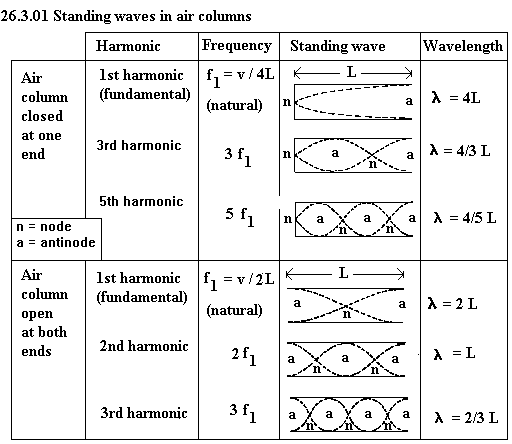 26.3.01 Standing waves in air columns
Harmonic Frequency Standing wave Wavelength
Air column closed at one end
1st harmonic (fundamental)
f1 = v / 4L (natural)
L
n a
λ = 4L
3rd harmonic
3 f1
n a n a
λ = 4/3 L
5th harmonic
5 f1
n a n a n a
λ = 4/5 L
n = node
a = antinode
Air column open at both ends
1st harmonic (fundamental)
f1 = v / 2L (natural)
L
a n a
λ = 2 L
2nd harmonic
2 f1
a n a n a
λ = L
3rd harmonic
3 f1
a n a n a n a
λ = 2/3 L